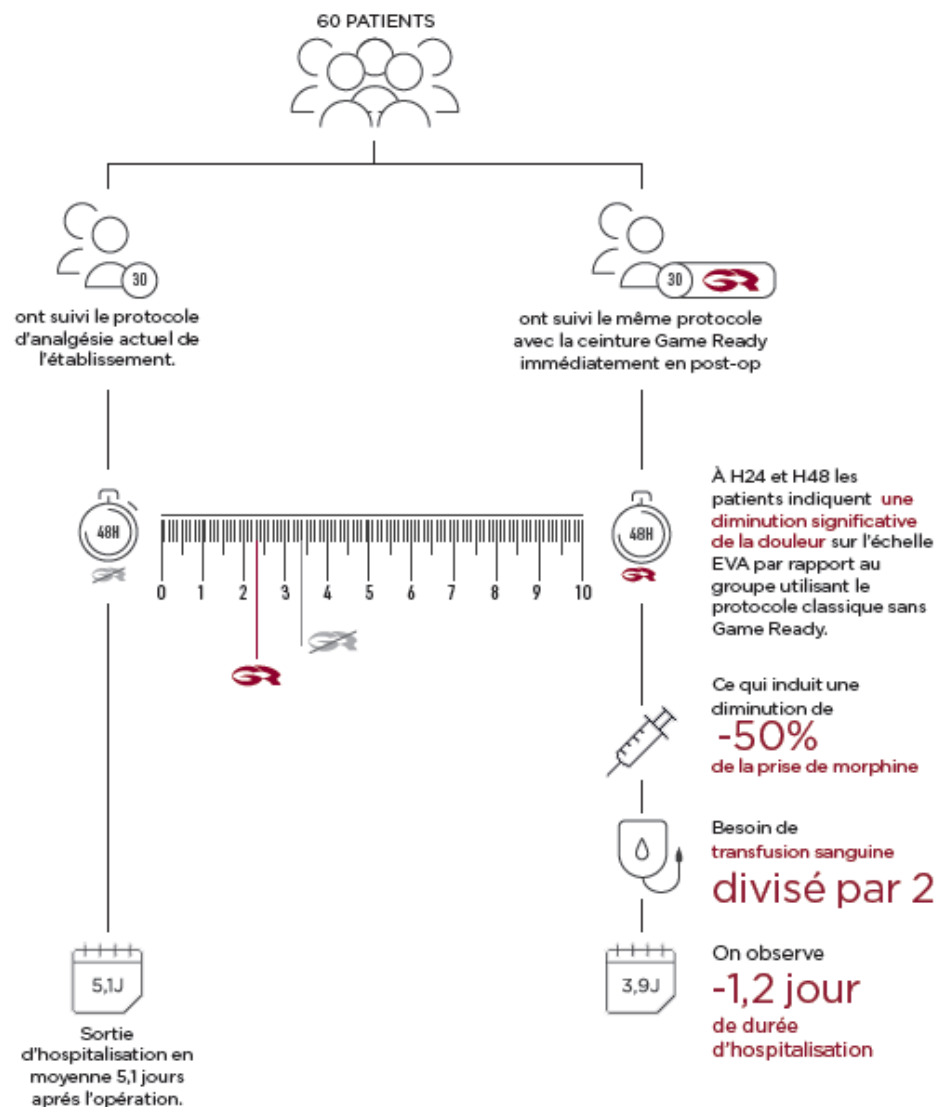 60 PATIENTS
30
ont suivi le protocole
d'analgésie actuel de
l'établissement.
30 GR
ont suivi le même protocole
avec la ceinture Game Ready
immédiatement en post-op
48H
GR
0 1 2 3 4 5 6 7 8 9 10
GR
GR
48H
GR
À H24 et H48 les
patients indiquent une
diminution significative
de la douleur sur l'échelle
EVA par rapport au
groupe utilisant le
protocole classique sans
Game Ready.
Ce qui induit une
diminution de
-50%
de la prise de morphine
Besoin de
transfusion sanguine
divisé par 2
5,1J
Sortie
d'hospitalisation en
moyenne 5,1 jours
aprés l'opération.
3,9J
On observe
-1,2 jour
de durée
d'hospitalisation